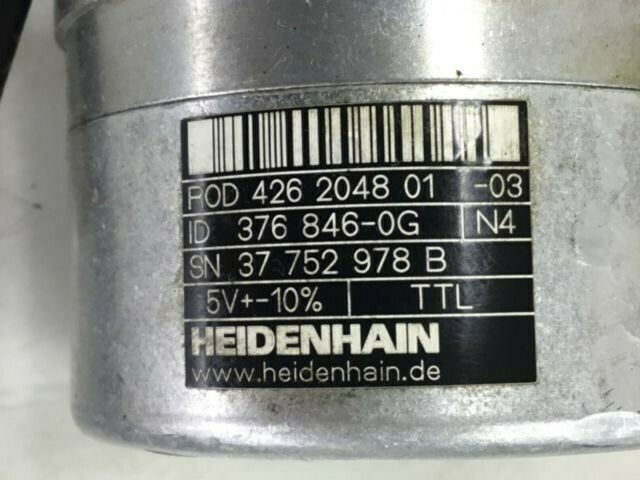 ROD 426 2048 01 -03
ID 376 846-0G N4
SN 37 752 978 B
5V+-10% TTL
HEIDENHAIN
www.heidenhain.de